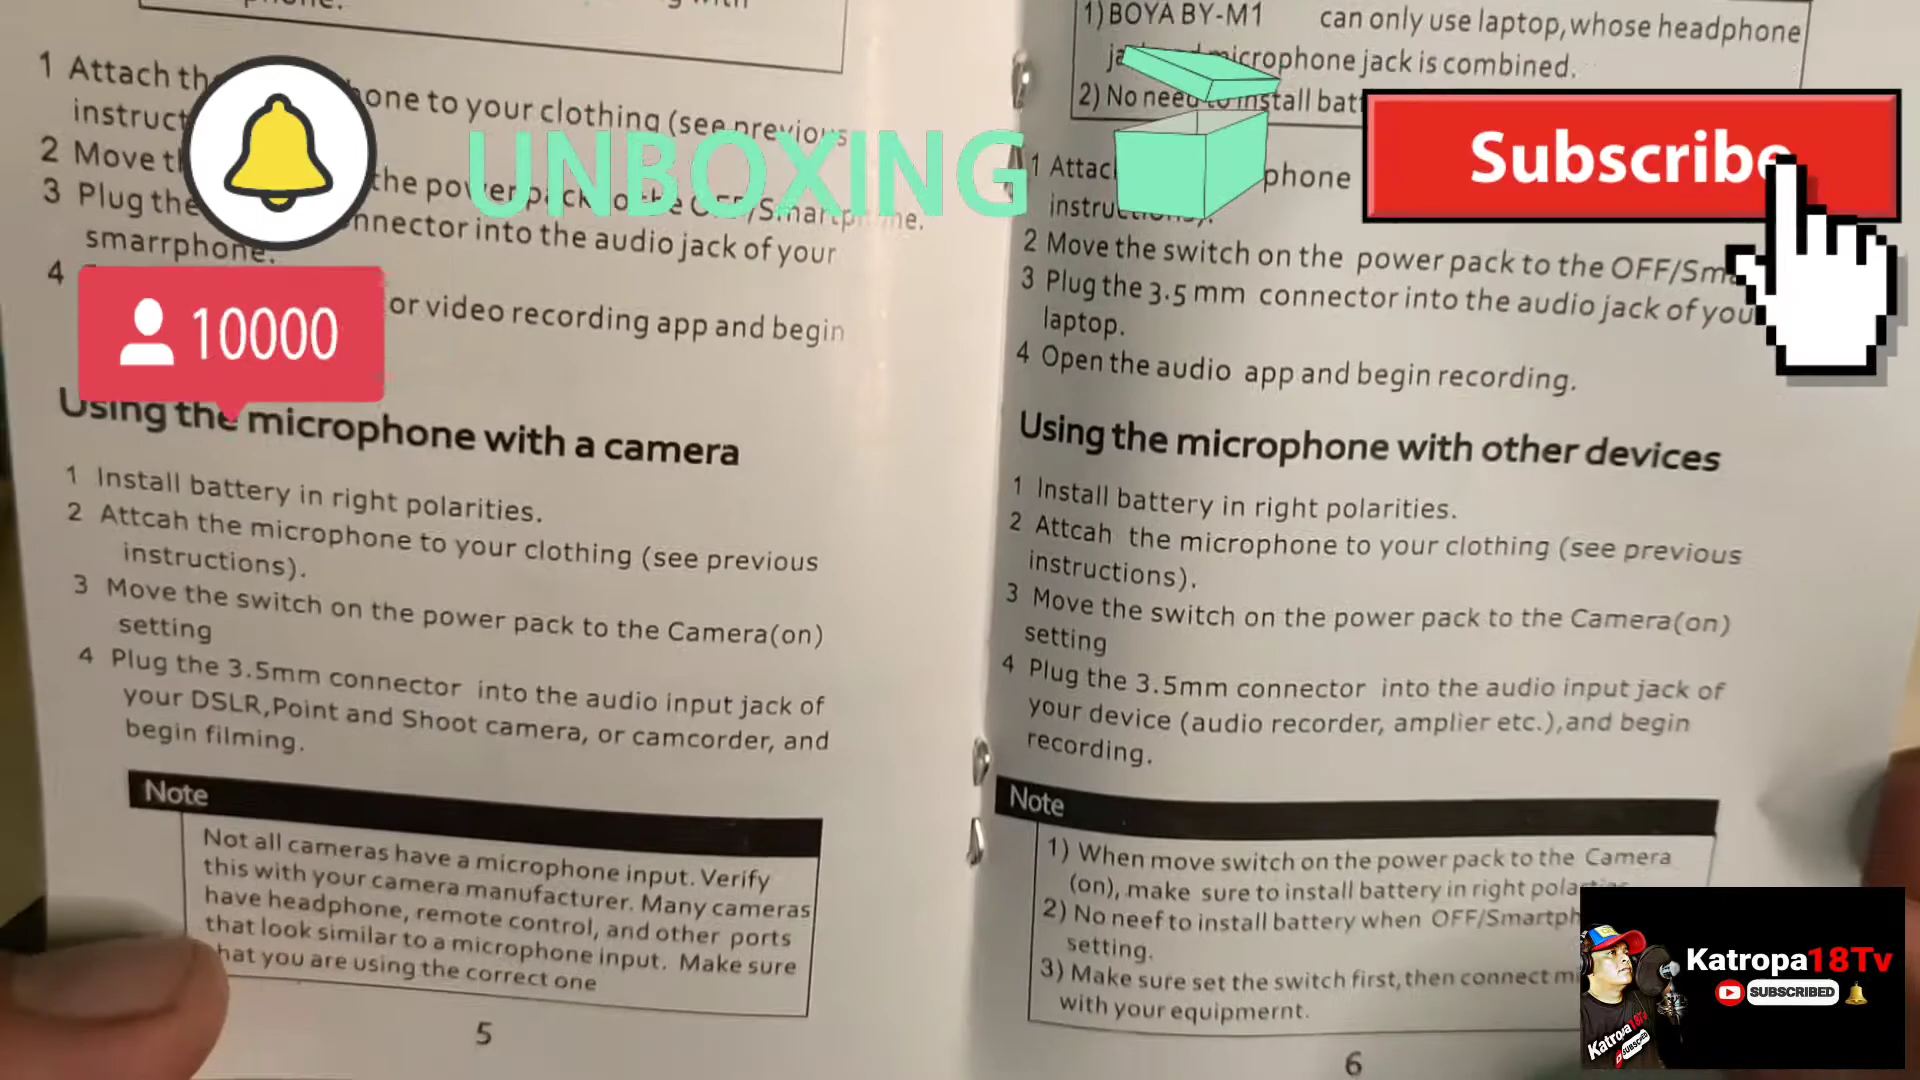 1 Attach th one to your clothing (see previous
instruct
2 Move t the power pack to the OFF/Smartphone.
3 Plug the onnector into the audio jack of your
smarrphone.
4 or video recording app and begin
Using the microphone with a camera
1 Install battery in right polarities.
2 Attcah the microphone to your clothing (see previous
instructions).
3 Move the switch on the power pack to the Camera(on)
setting
4 Plug the 3.5mm connector into the audio input jack of
your DSLR,Point and Shoot camera, or camcorder, and
begin filming.
Note
Not all cameras have a microphone input. Verify
this with your camera manufacturer. Many cameras
have headphone, remote control, and other ports
that look similar to a microphone input. Make sure
hat you are using the correct one
5
1) BOYA BY-M1 can only use laptop,whose headphone
microphone jack is combined.
2) No need to install bat
1 Attac phone
instructions).
2 Move the switch on the power pack to the OFF/Sm
3 Plug the 3.5 mm connector into the audio jack of you
laptop.
4 Open the audio app and begin recording.
Using the microphone with other devices
1 Install battery in right polarities.
2 Attcah the microphone to your clothing (see previous
instructions).
3 Move the switch on the power pack to the Camera(on)
setting
4 Plug the 3.5mm connector into the audio input jack of
your device (audio recorder, amplier etc.),and begin
recording.
Note
1) When move switch on the power pack to the Camera
(on), make sure to install battery in right pola
2) No neef to install battery when OFF/Smartph
setting.
3) Make sure set the switch first,then connect m
with your equipmernt.
6
UNBOXING
Subscribe
10000
Katropa18Tv
SUBSCRIBED
Katropa18Tv